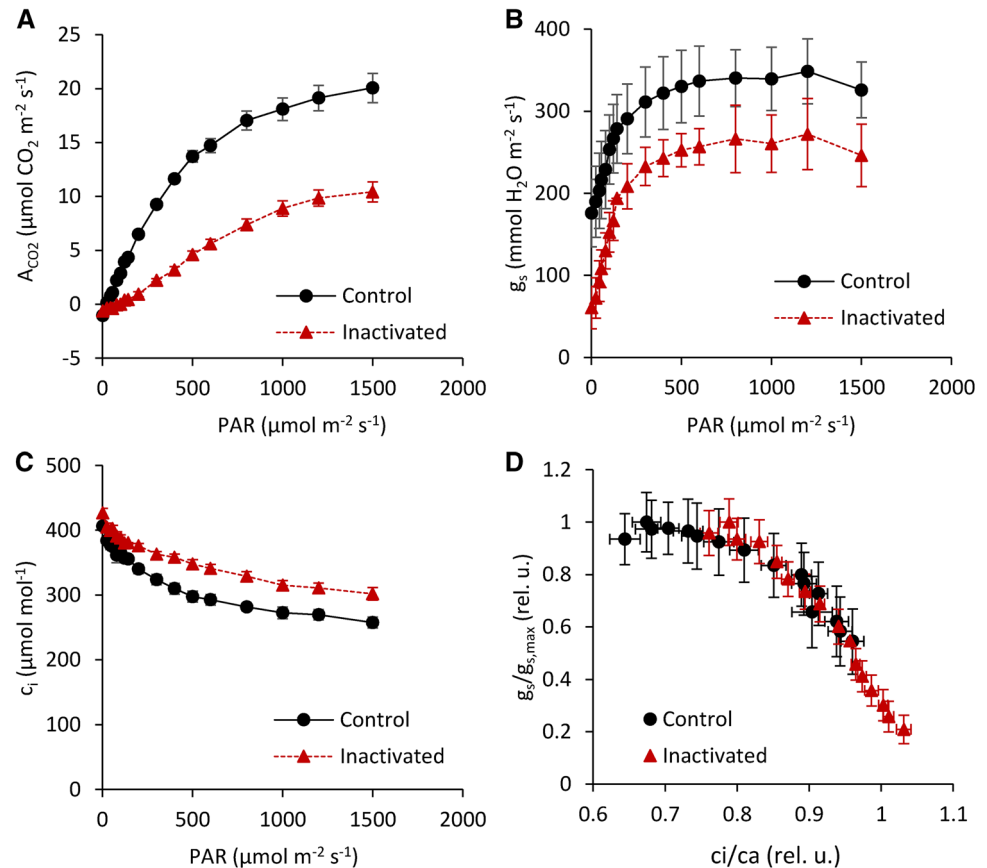 A
25
20
15
10
5
0
-5
A_CO2 (µmol CO₂ m⁻² s⁻¹)
Control
Inactivated
0 500 1000 1500 2000
PAR (µmol m⁻² s⁻¹)
B
400
300
200
100
0
gₛ (mmol H₂O m⁻² s⁻¹)
Control
Inactivated
0 500 1000 1500 2000
PAR (µmol m⁻² s⁻¹)
C
500
400
300
200
100
0
cᵢ (µmol mol⁻¹)
Control
Inactivated
0 500 1000 1500 2000
PAR (µmol m⁻² s⁻¹)
D
1.2
1
0.8
0.6
0.4
0.2
0
gₛ/gₛ,ₘₐₓ (rel. u.)
Control
Inactivated
0.6 0.7 0.8 0.9 1 1.1
ci/ca (rel. u.)